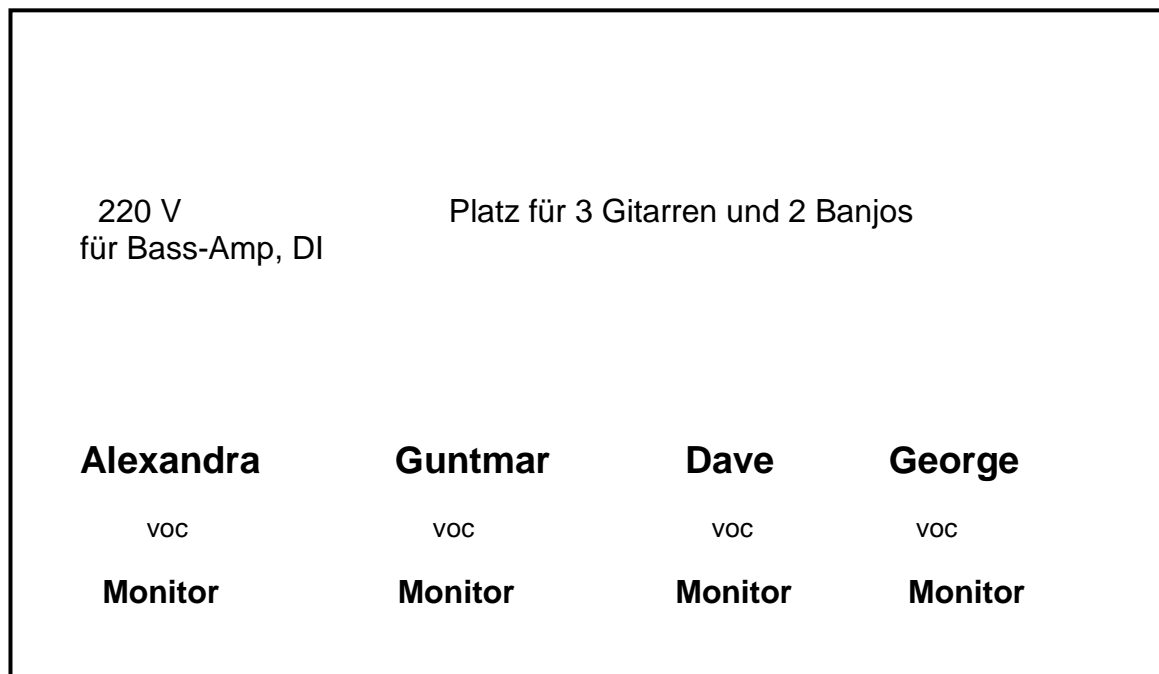 220 V Platz für 3 Gitarren und 2 Banjos
für Bass-Amp, DI
Alexandra Guntmar Dave George
voc voc voc voc
Monitor Monitor Monitor Monitor